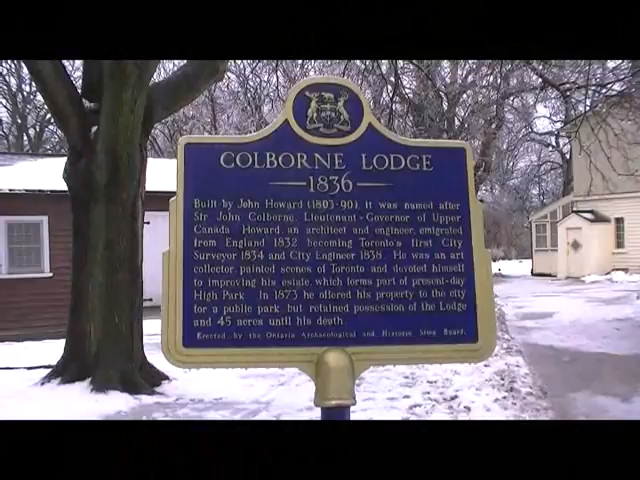 COLBORNE LODGE
1836
Built by John Howard (1803-90), it was named after
Sir John Colborne, Lieutenant-Governor of Upper
Canada. Howard, an architect and engineer, emigrated
from England 1832 becoming Toronto's first City
Surveyor 1834 and City Engineer 1838. He was an art
collector, painted scenes of Toronto and devoted himself
to improving his estate, which forms part of present-day
High Park. In 1873 he offered his property to the city
for a public park but retained possession of the Lodge
and 45 acres until his death.
Erected by the Ontario Archaeological and Historic Sites Board.